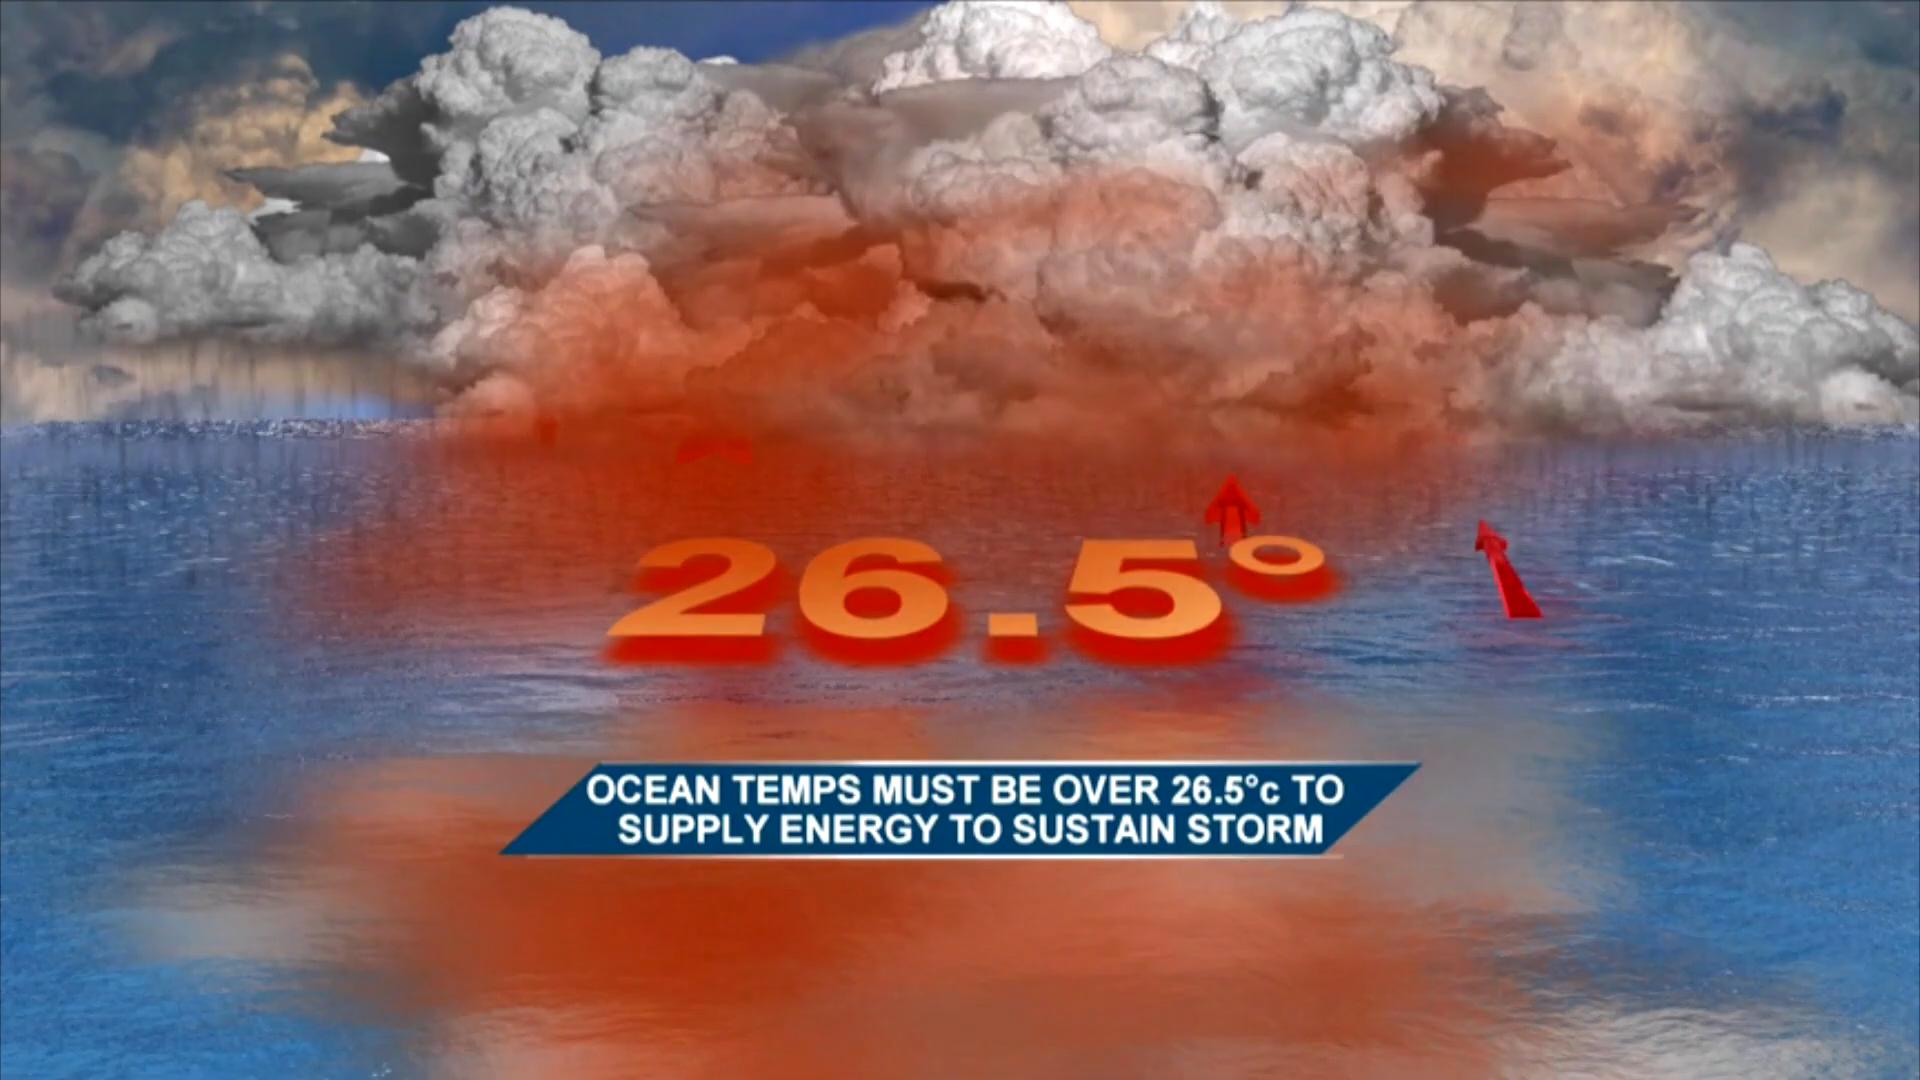 26.5°
OCEAN TEMPS MUST BE OVER 26.5°c TO
SUPPLY ENERGY TO SUSTAIN STORM